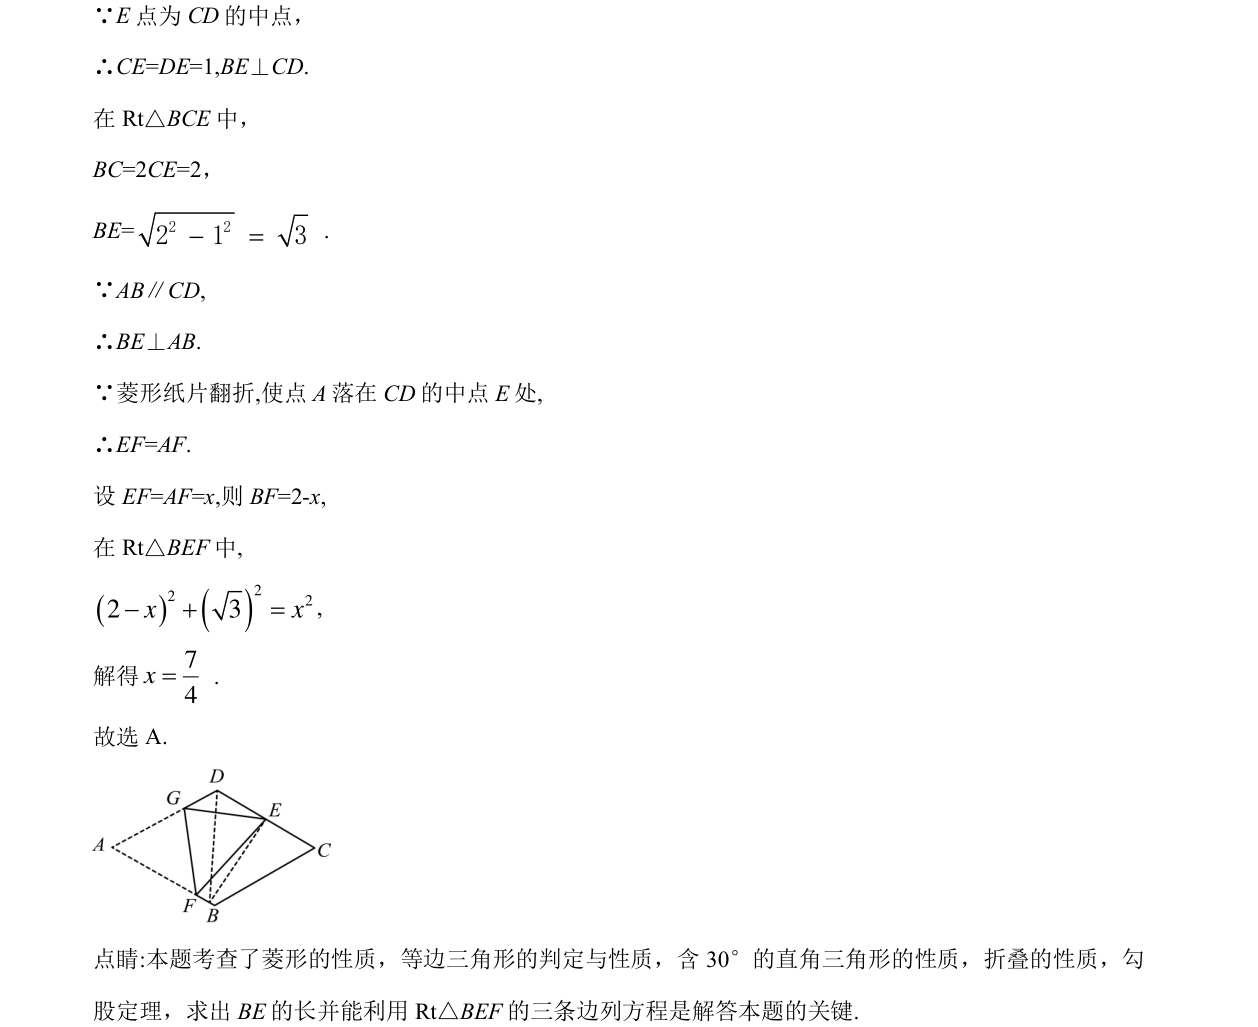 ∵E 点为 CD 的中点，
∴CE=DE=1,BE⊥CD.
在 Rt△BCE 中，
BC=2CE=2，
BE=√(2² − 1²) = √3 .
∵AB∥CD,
∴BE⊥AB.
∵菱形纸片翻折,使点 A 落在 CD 的中点 E 处,
∴EF=AF.
设 EF=AF=x,则 BF=2-x,
在 Rt△BEF 中,
(2−x)²+(√3)²=x²,
解得 x=7/4 .
故选 A.
D
G
E
A
C
F
B
点睛:本题考查了菱形的性质，等边三角形的判定与性质，含 30°的直角三角形的性质，折叠的性质，勾
股定理，求出 BE 的长并能利用 Rt△BEF 的三条边列方程是解答本题的关键.